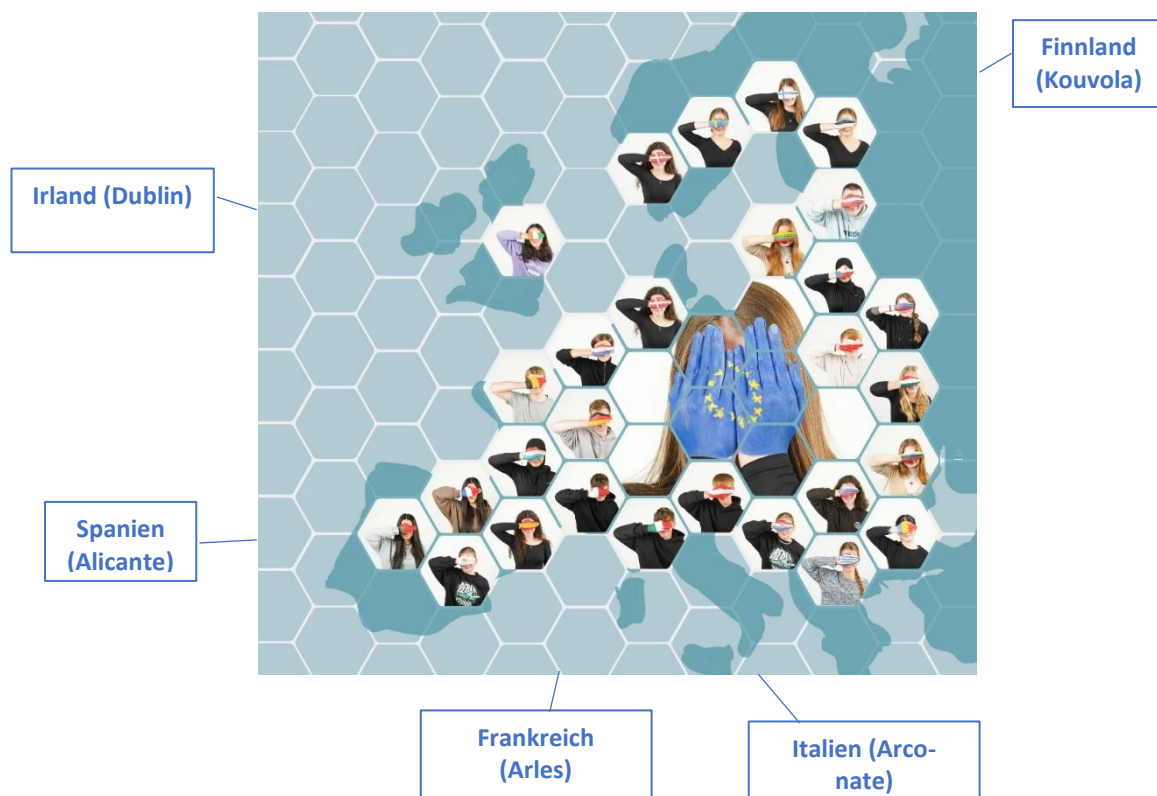 Finnland
(Kouvola)
Irland (Dublin)
Spanien
(Alicante)
Frankreich
(Arles)
Italien (Arco-
nate)